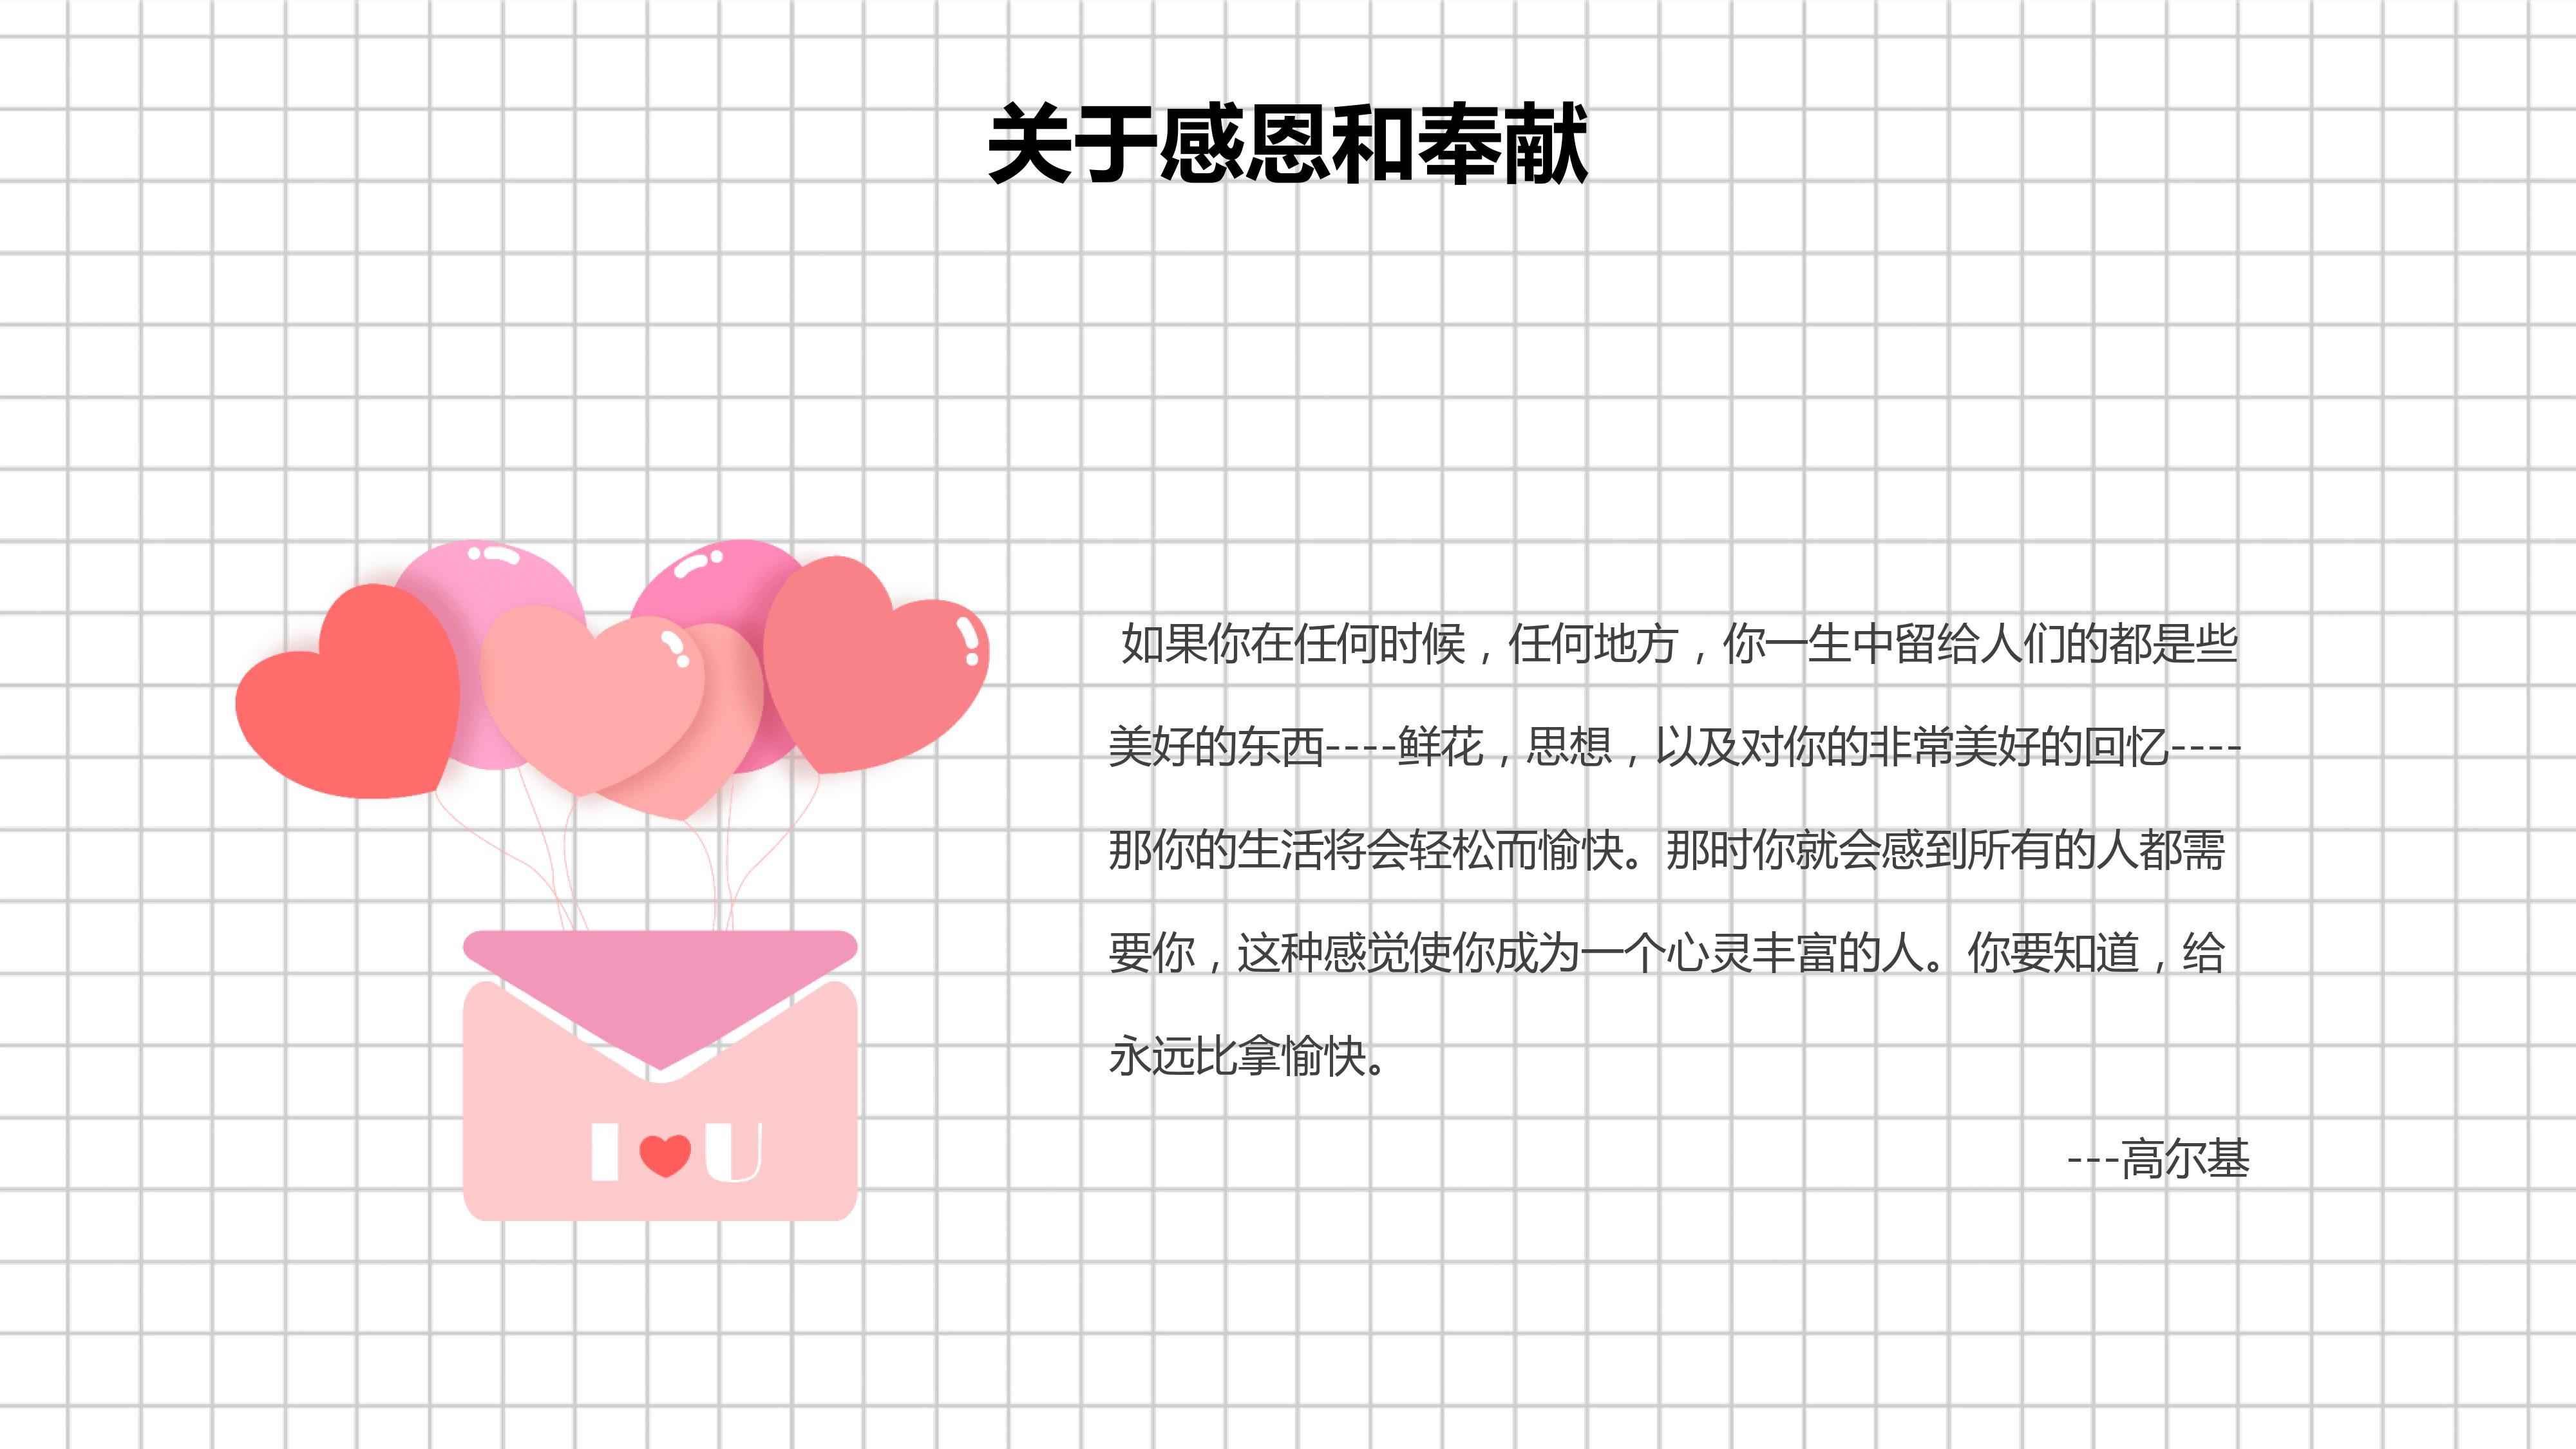 关于感恩和奉献
如果你在任何时候，任何地方，你一生中留给人们的都是些
美好的东西----鲜花，思想，以及对你的非常美好的回忆----
那你的生活将会轻松而愉快。那时你就会感到所有的人都需
要你，这种感觉使你成为一个心灵丰富的人。你要知道，给
永远比拿愉快。
---高尔基
I❤U